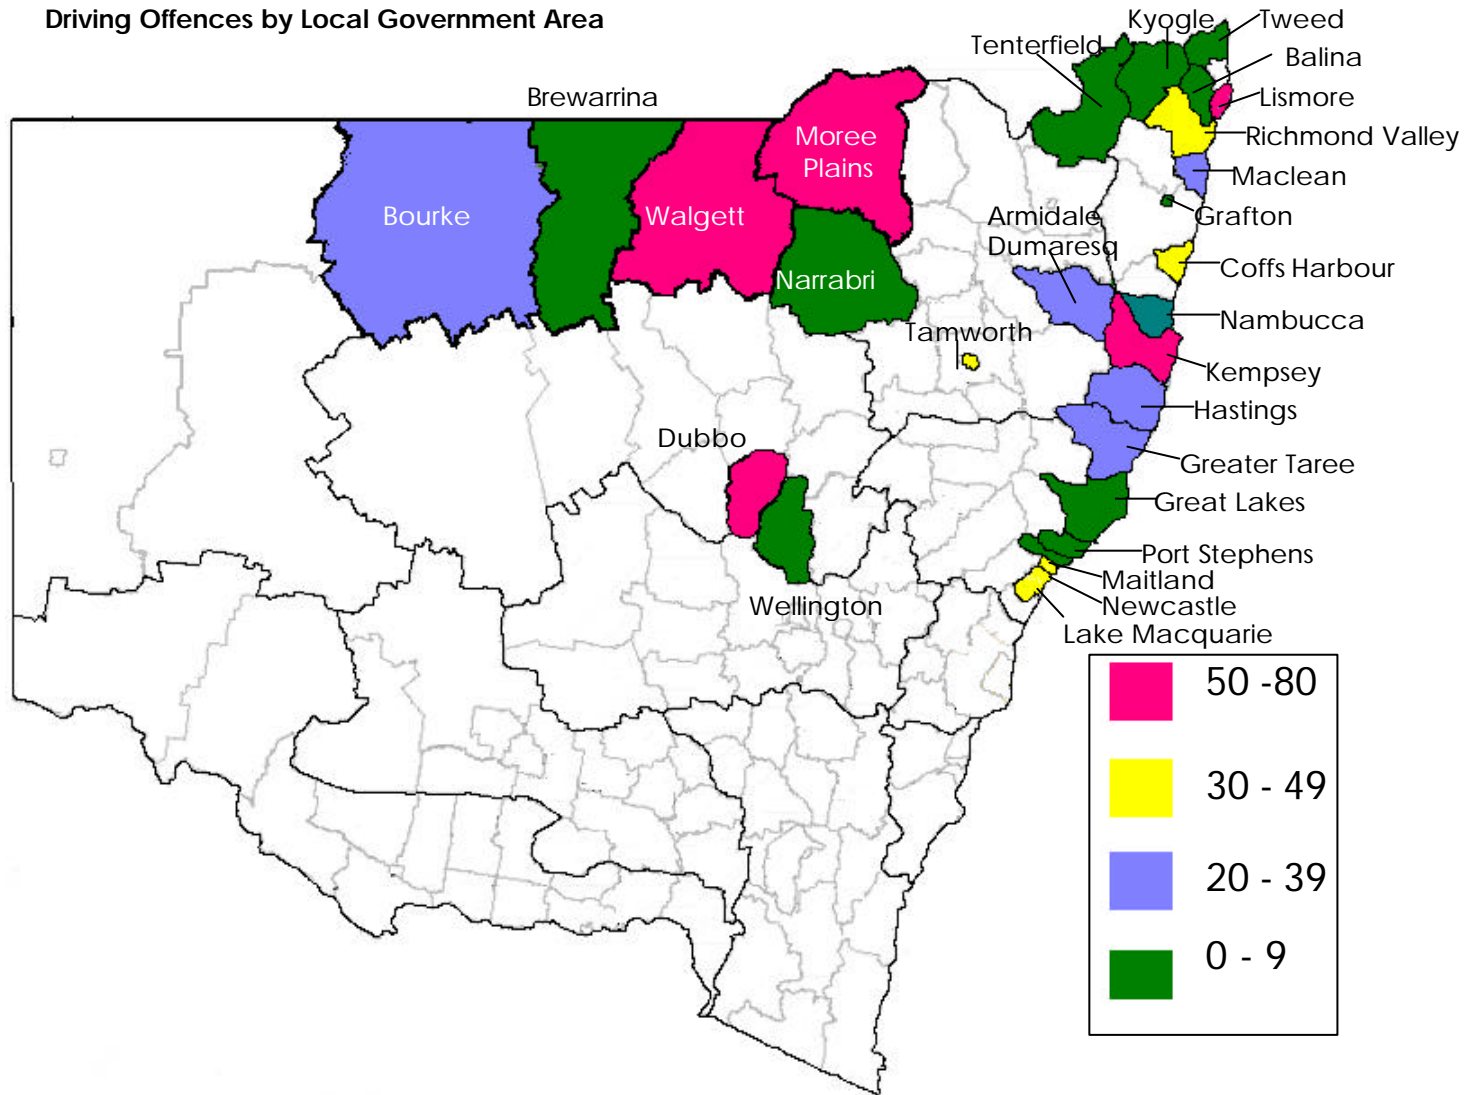 Driving Offences by Local Government Area
Kyogle
Tweed
Tenterfield
Balina
Brewarrina
Lismore
Moree
Plains
Richmond Valley
Maclean
Bourke
Walgett
Armidale
Dumaresq
Grafton
Coffs Harbour
Narrabri
Tamworth
Nambucca
Kempsey
Hastings
Dubbo
Greater Taree
Great Lakes
Port Stephens
Maitland
Wellington
Newcastle
Lake Macquarie
50 -80
30 - 49
20 - 39
0 - 9